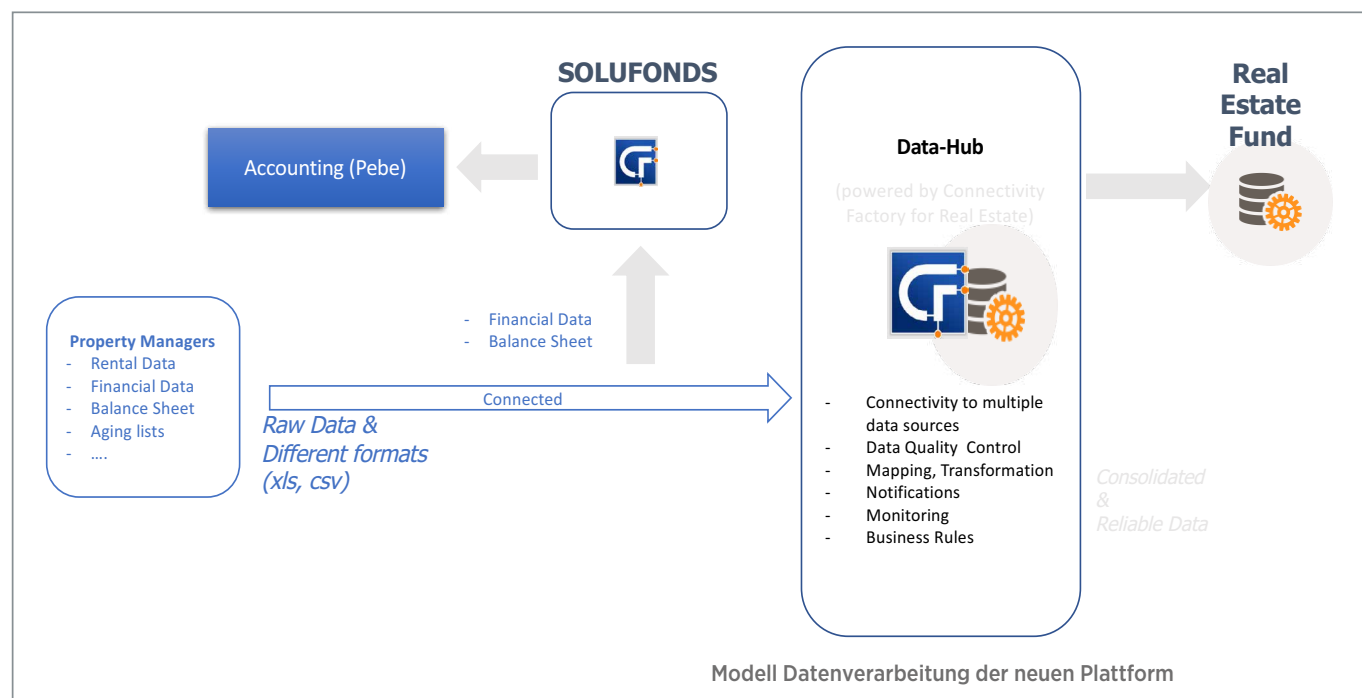 SOLUFONDS
Accounting (Pebe)
Real
Estate
Fund
Data-Hub
(powered by Connectivity
Factory for Real Estate)
Property Managers
- Rental Data
- Financial Data
- Balance Sheet
- Aging lists
- ....
- Financial Data
- Balance Sheet
Connected
Raw Data &
Different formats
(xls, csv)
- Connectivity to multiple
data sources
- Data Quality Control
- Mapping, Transformation
- Notifications
- Monitoring
- Business Rules
Consolidated
&
Reliable Data
Modell Datenverarbeitung der neuen Plattform